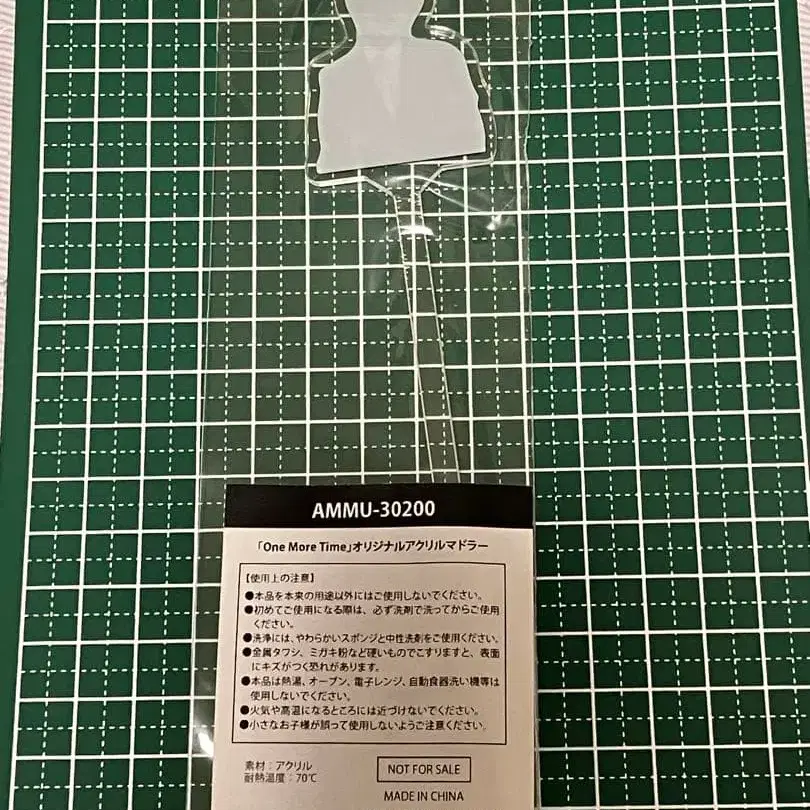 AMMU-30200
「One More Time」オリジナルアクリルマドラー
【使用上の注意】
●本品を本来の用途以外にはご使用しないでください。
●初めてご使用になる際は、必ず洗剤で洗ってからご使用
ください。
●洗浄には、やわらかいスポンジと中性洗剤をご使用ください。
●金属タワシ、ミガキ粉など硬いものでこすりますと、表面
にキズがつく恐れがあります。
●本品は熱湯、オーブン、電子レンジ、自動食器洗い機等は
使用しないでください。
●火気や高温になるところには近づけないでください。
●小さなお子様が誤って使用しないようご注意ください。
素材：アクリル
耐熱温度：70℃
NOT FOR SALE
MADE IN CHINA